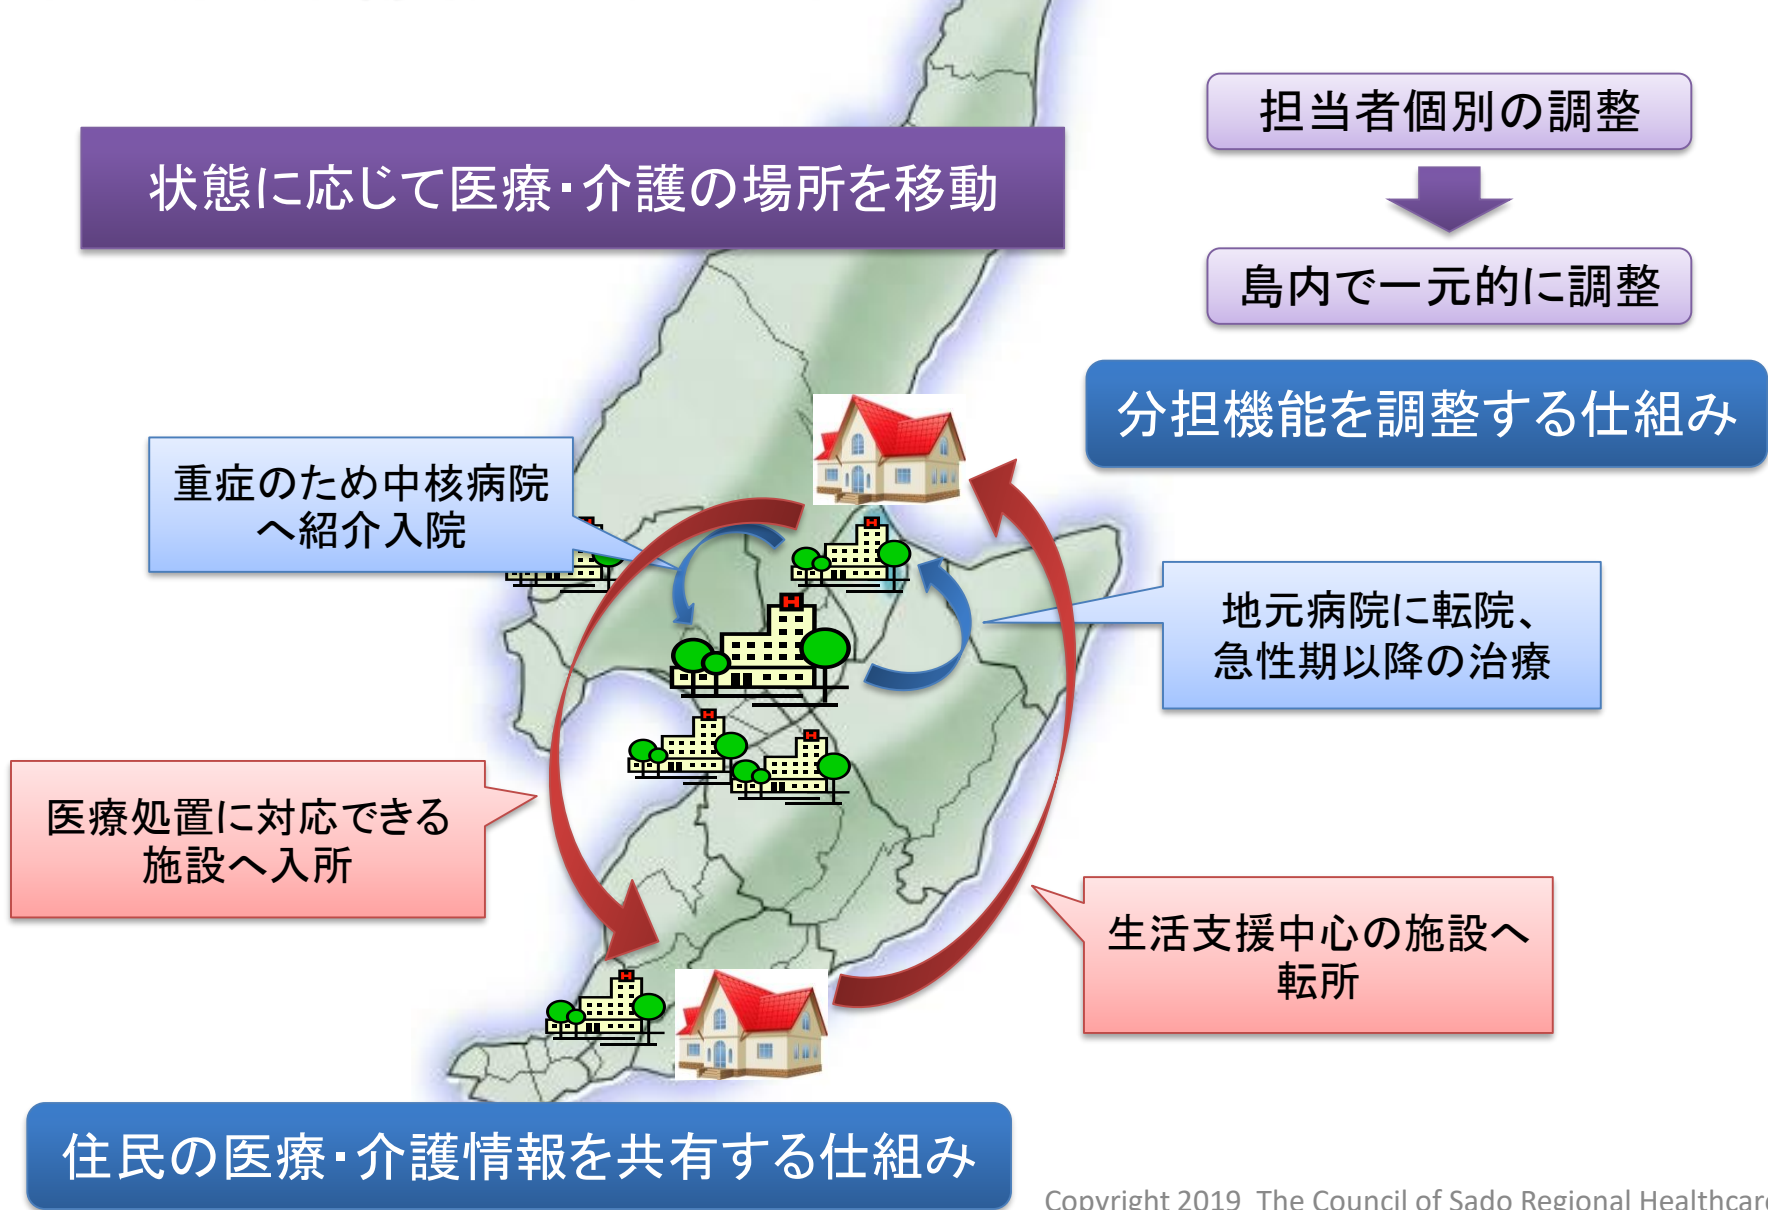 担当者個別の調整
状態に応じて医療・介護の場所を移動
島内で一元的に調整
分担機能を調整する仕組み
重症のため中核病院
へ紹介入院
地元病院に転院、
急性期以降の治療
医療処置に対応できる
施設へ入所
生活支援中心の施設へ
転所
住民の医療・介護情報を共有する仕組み
Copyright 2019 The Council of Sado Regional Healthcare